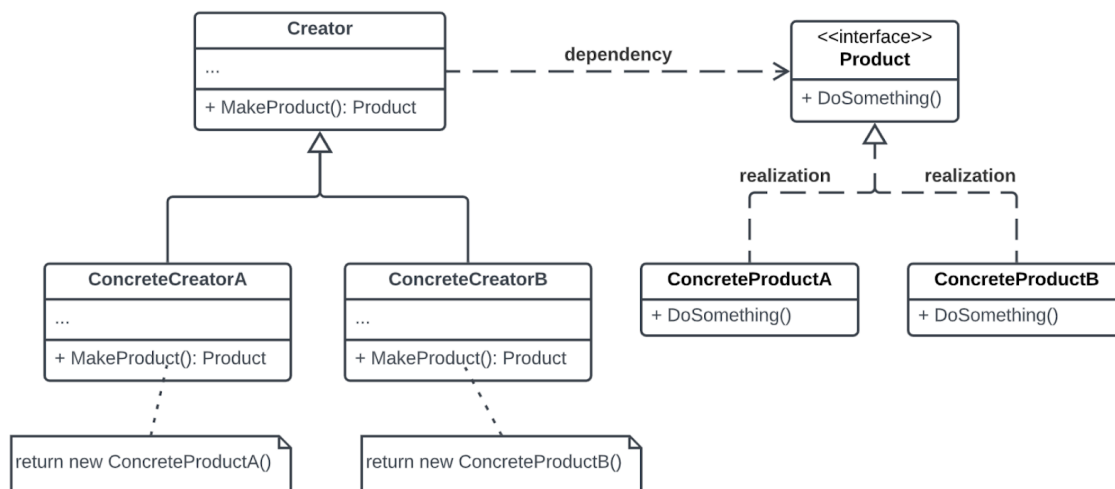 Creator
...
+ MakeProduct(): Product
dependency
<<interface>>
Product
+ DoSomething()
realization
realization
ConcreteCreatorA
...
+ MakeProduct(): Product
ConcreteCreatorB
...
+ MakeProduct(): Product
ConcreteProductA
+ DoSomething()
ConcreteProductB
+ DoSomething()
return new ConcreteProductA()
return new ConcreteProductB()